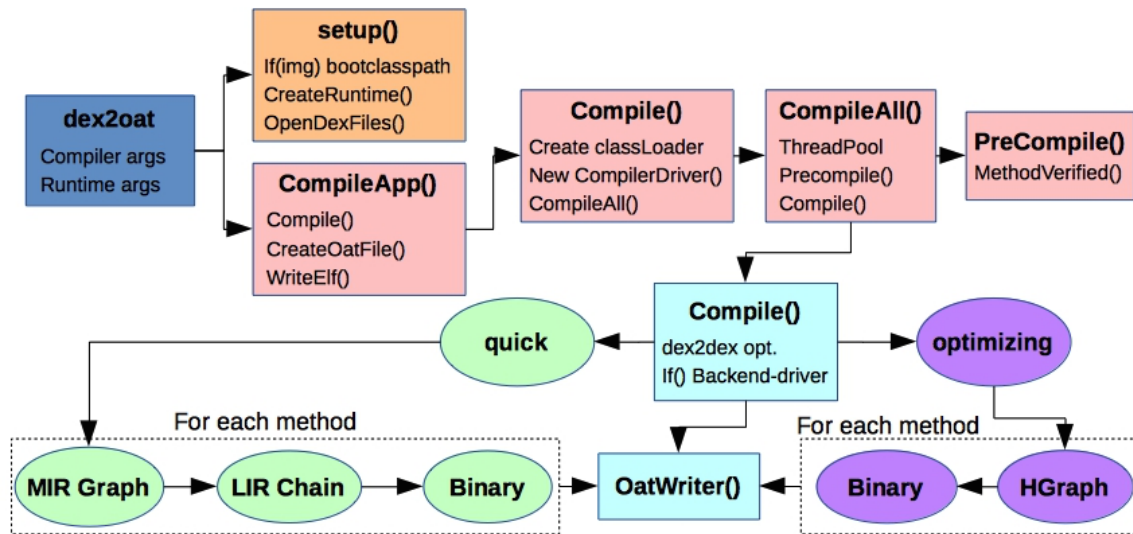 setup()
If(img) bootclasspath
CreateRuntime()
OpenDexFiles()
dex2oat
Compiler args
Runtime args
CompileApp()
Compile()
CreateOatFile()
WriteElf()
Compile()
Create classLoader
New CompilerDriver()
CompileAll()
CompileAll()
ThreadPool
Precompile()
Compile()
PreCompile()
MethodVerified()
quick
Compile()
dex2dex opt.
If() Backend-driver
optimizing
For each method
MIR Graph
LIR Chain
Binary
OatWriter()
For each method
Binary
HGraph